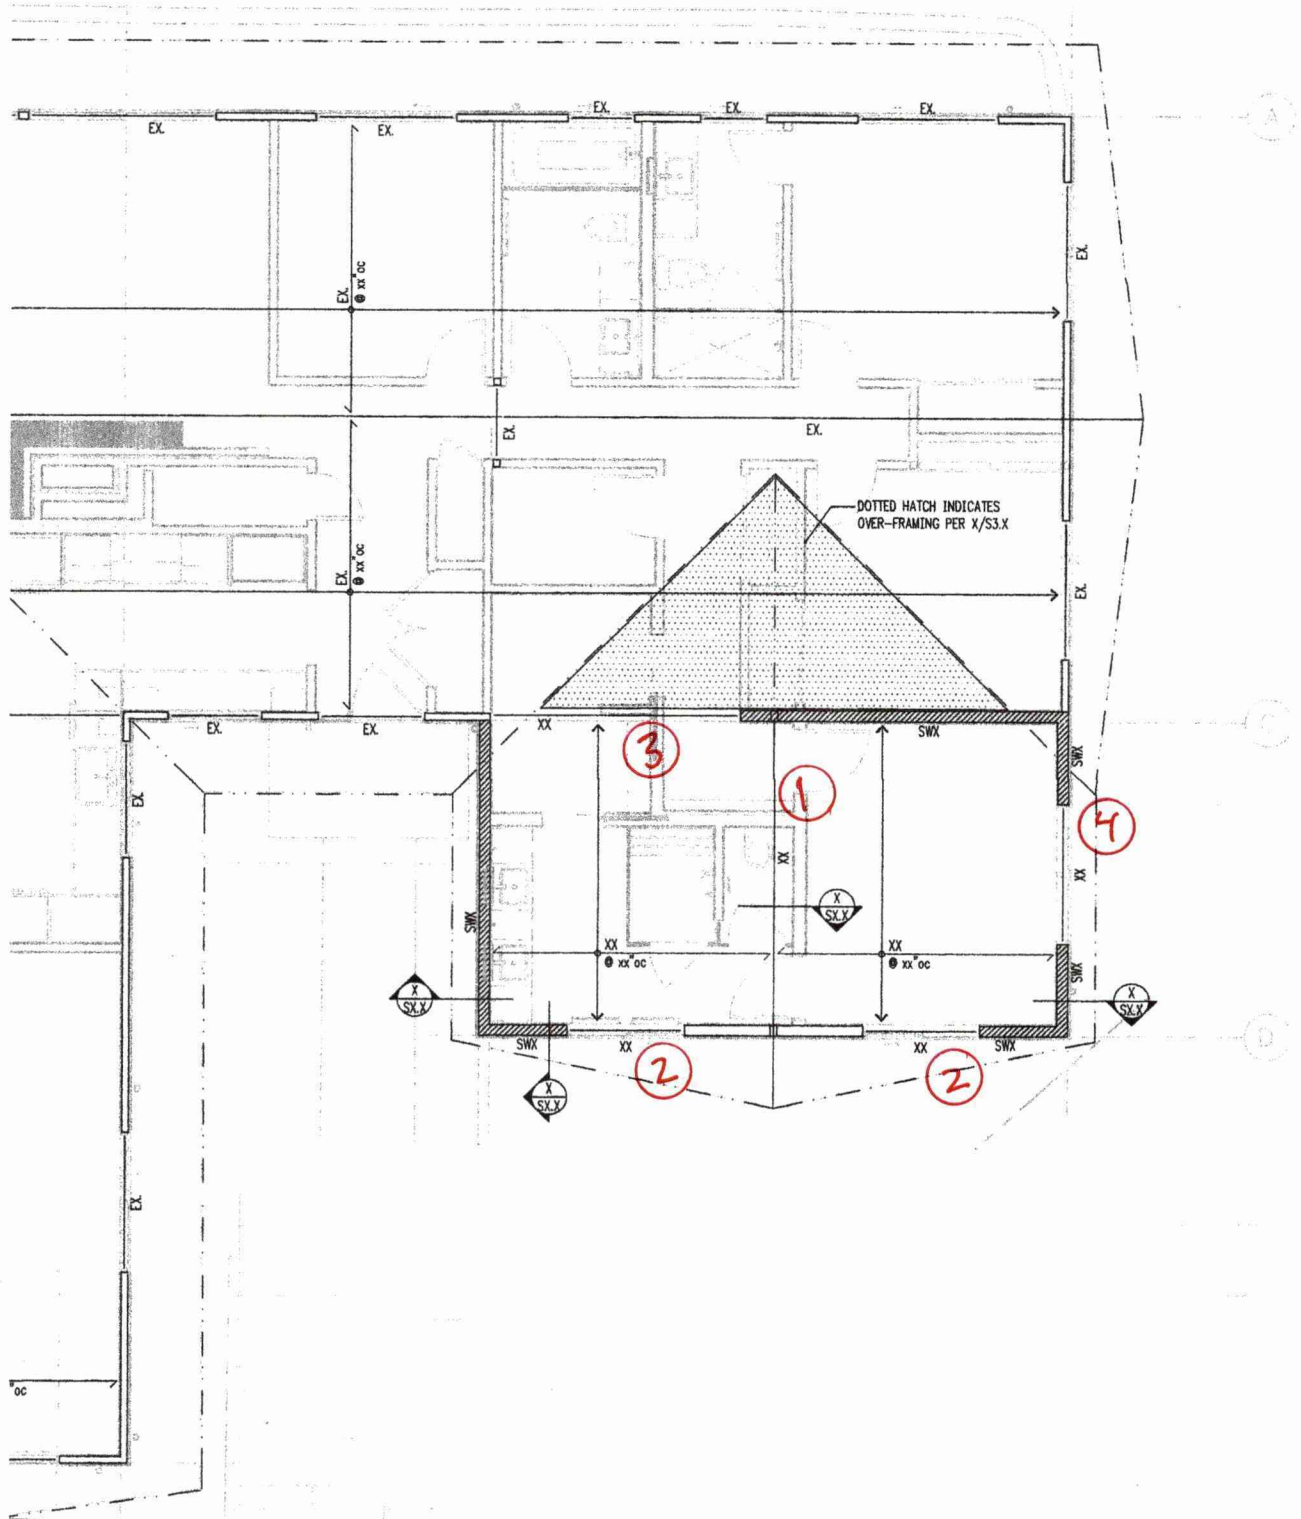 EX.
EX.
EX.
EX.
EX.
A
EX.
EX.
@ xx"oc
EX.
EX.
DOTTED HATCH INDICATES
OVER-FRAMING PER X/S3.X
EX.
@ xx"oc
EX.
EX.
EX.
XX
3
SWX
SWX
C
EX.
1
4
XX
XX
X
SX.X
SWX
XX
@ xx"oc
XX
@ xx"oc
SWX
X
SX.X
X
SX.X
SWX
XX
2
XX
2
SWX
D
X
SX.X
EX.
"oc